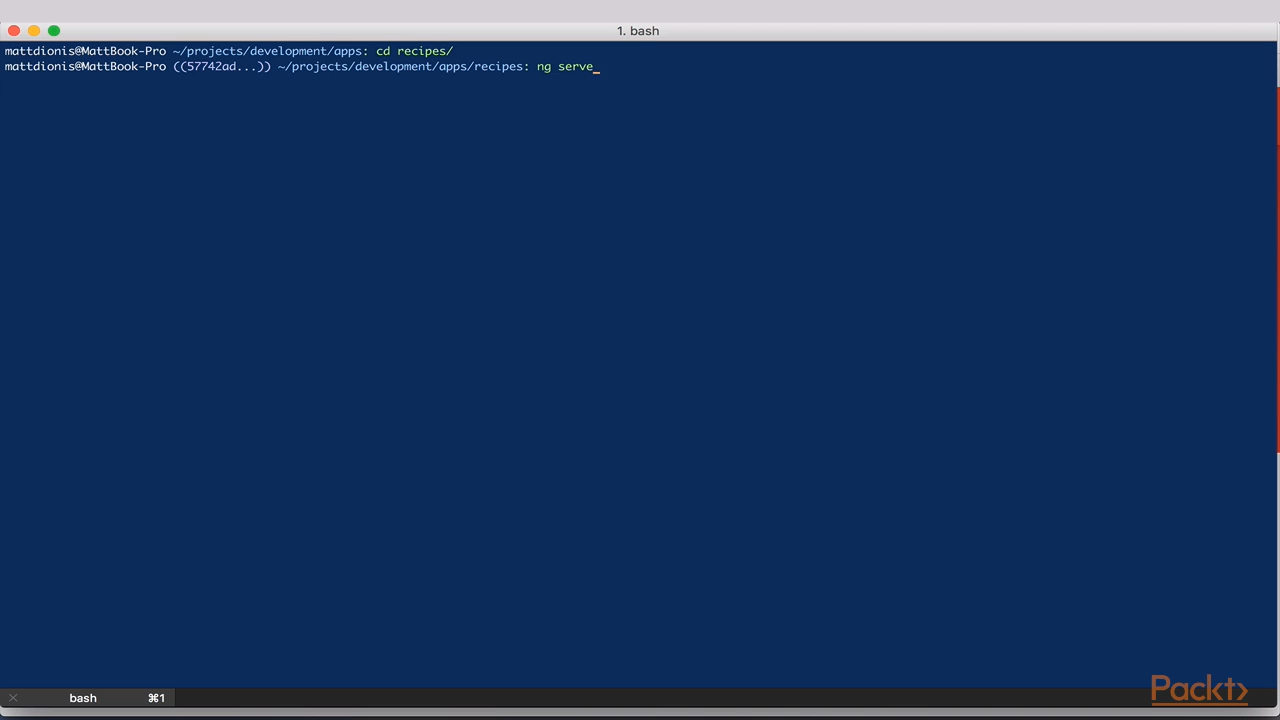 1. bash
mattdionis@MattBook-Pro ~/projects/development/apps: cd recipes/
mattdionis@MattBook-Pro ((57742ad...)) ~/projects/development/apps/recipes: ng serve_
bash ⌘1
Packt>